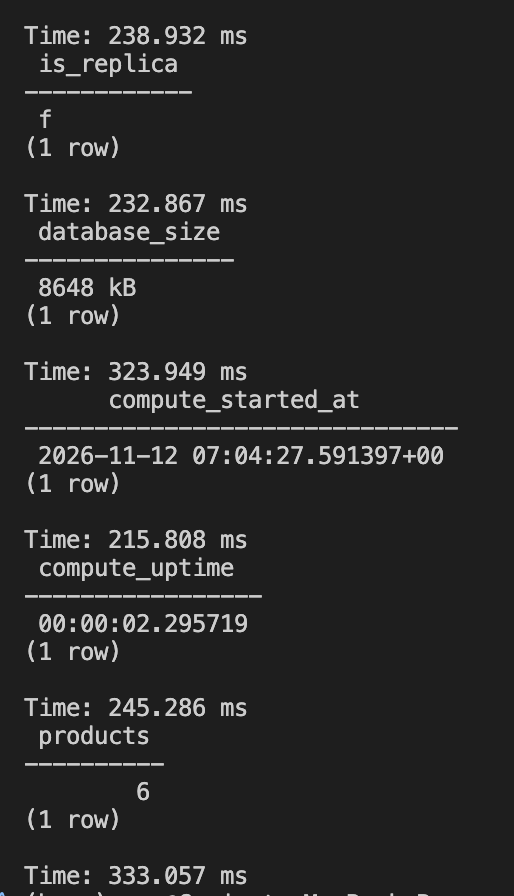 Time: 238.932 ms
 is_replica
------------
 f
(1 row)

Time: 232.867 ms
 database_size
---------------
 8648 kB
(1 row)

Time: 323.949 ms
      compute_started_at
-------------------------------
 2026-11-12 07:04:27.591397+00
(1 row)

Time: 215.808 ms
 compute_uptime
-----------------
 00:00:02.295719
(1 row)

Time: 245.286 ms
 products
----------
        6
(1 row)

Time: 333.057 ms